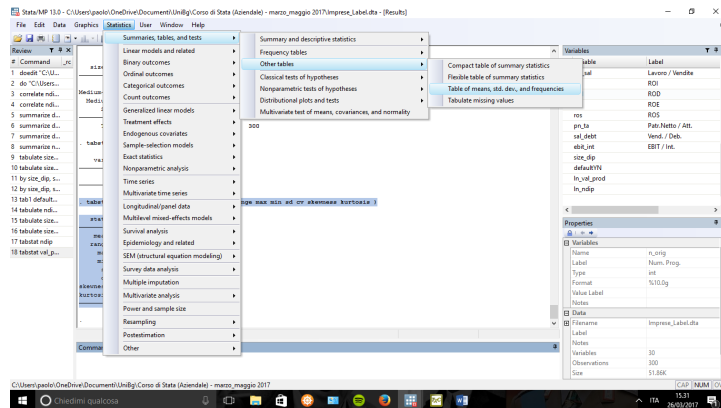 Stata/MP 13.0 - C:\Users\paolo\OneDrive\Documenti\UniBg\Corso di Stata (Aziendale) - marzo_maggio 2017\Imprese_Label.dta - [Results]
File Edit Data Graphics Statistics User Window Help
Review
# Command _rc
1 doedit "C:\U...
2 do "C:\Users...
3 correlate ndi...
4 correlate ndi...
5 summarize d...
6 summarize d...
7 summarize d...
8 summarize n...
9 tabulate size...
10 tabulate size...
11 by size_dip, s...
12 by size_dip, s...
13 tab1 default...
14 tabulate ndi...
15 tabulate size...
16 tabulate size...
17 tabstat ndip
18 tabstat val_p...
Summaries, tables, and tests
Linear models and related
Binary outcomes
Ordinal outcomes
Categorical outcomes
Count outcomes
Generalized linear models
Treatment effects
Endogenous covariates
Sample-selection models
Exact statistics
Nonparametric analysis
Time series
Multivariate time series
Longitudinal/panel data
Multilevel mixed-effects models
Survival analysis
Epidemiology and related
SEM (structural equation modeling)
Survey data analysis
Multiple imputation
Multivariate analysis
Power and sample size
Resampling
Postestimation
Other
Summary and descriptive statistics
Frequency tables
Other tables
Classical tests of hypotheses
Nonparametric tests of hypotheses
Distributional plots and tests
Multivariate test of means, covariances, and normality
Compact table of summary statistics
Flexible table of summary statistics
Table of means, std. dev., and frequencies
Tabulate missing values
300
max min sd cv skewness kurtosis )
skewnes
kurtosi
Variables
Label
Lavoro / Vendite
ROI
ROD
ROE
ros ROS
pn_ta Patr.Netto / Att.
sal_debt Vend. / Deb.
ebit_int EBIT / Int.
size_dip
defaultYN
ln_val_prod
ln_ndip
Properties
Variables
Name n_orig
Label Num. Prog.
Type int
Format %10.0g
Value Label
Notes
Data
Filename Imprese_Label.dta
Label
Notes
Variables 30
Observations 300
Size 51.86K
C:\Users\paolo\OneDrive\Documenti\UniBg\Corso di Stata (Aziendale) - marzo_maggio 2017
CAP NUM
Chiedimi qualcosa
ITA
15.31
26/03/2017